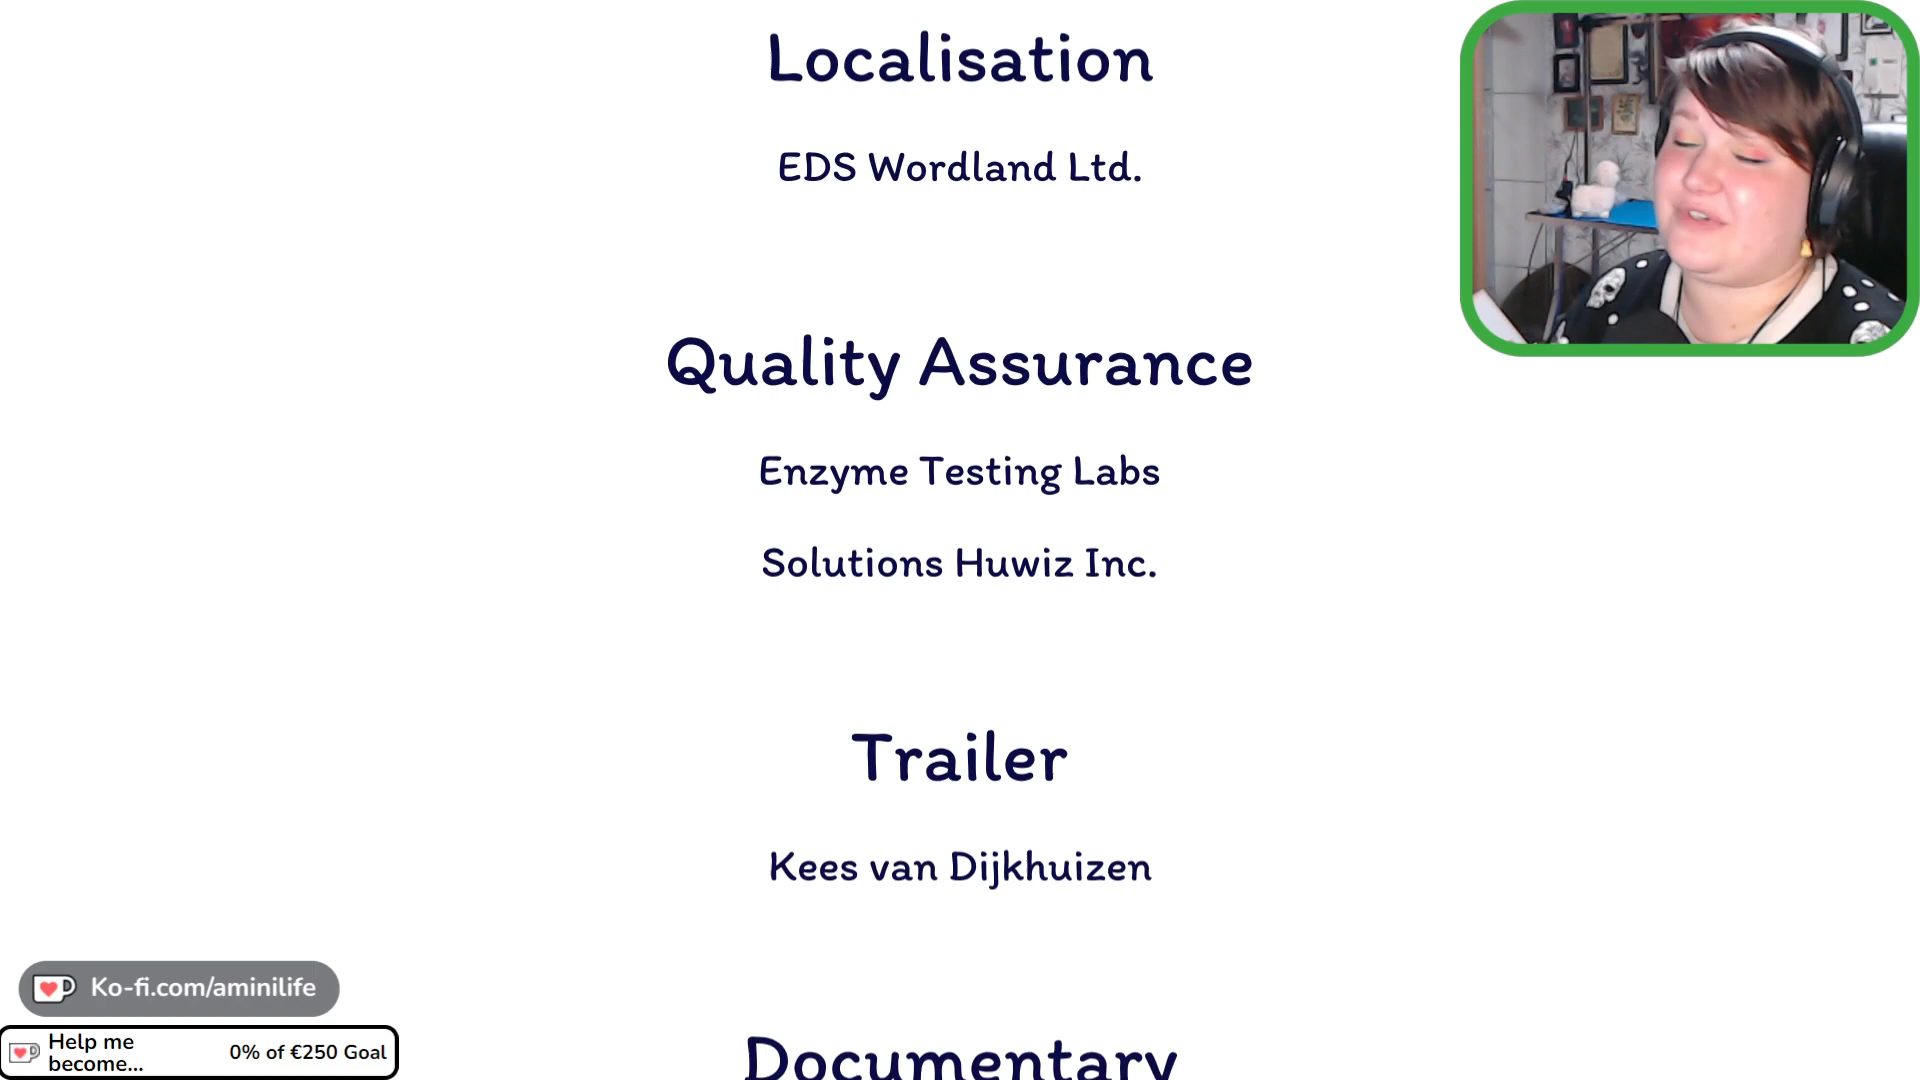 Localisation
EDS Wordland Ltd.
Quality Assurance
Enzyme Testing Labs
Solutions Huwiz Inc.
Trailer
Kees van Dijkhuizen
Documentary
Ko-fi.com/aminilife
Help me
become...
0% of €250 Goal